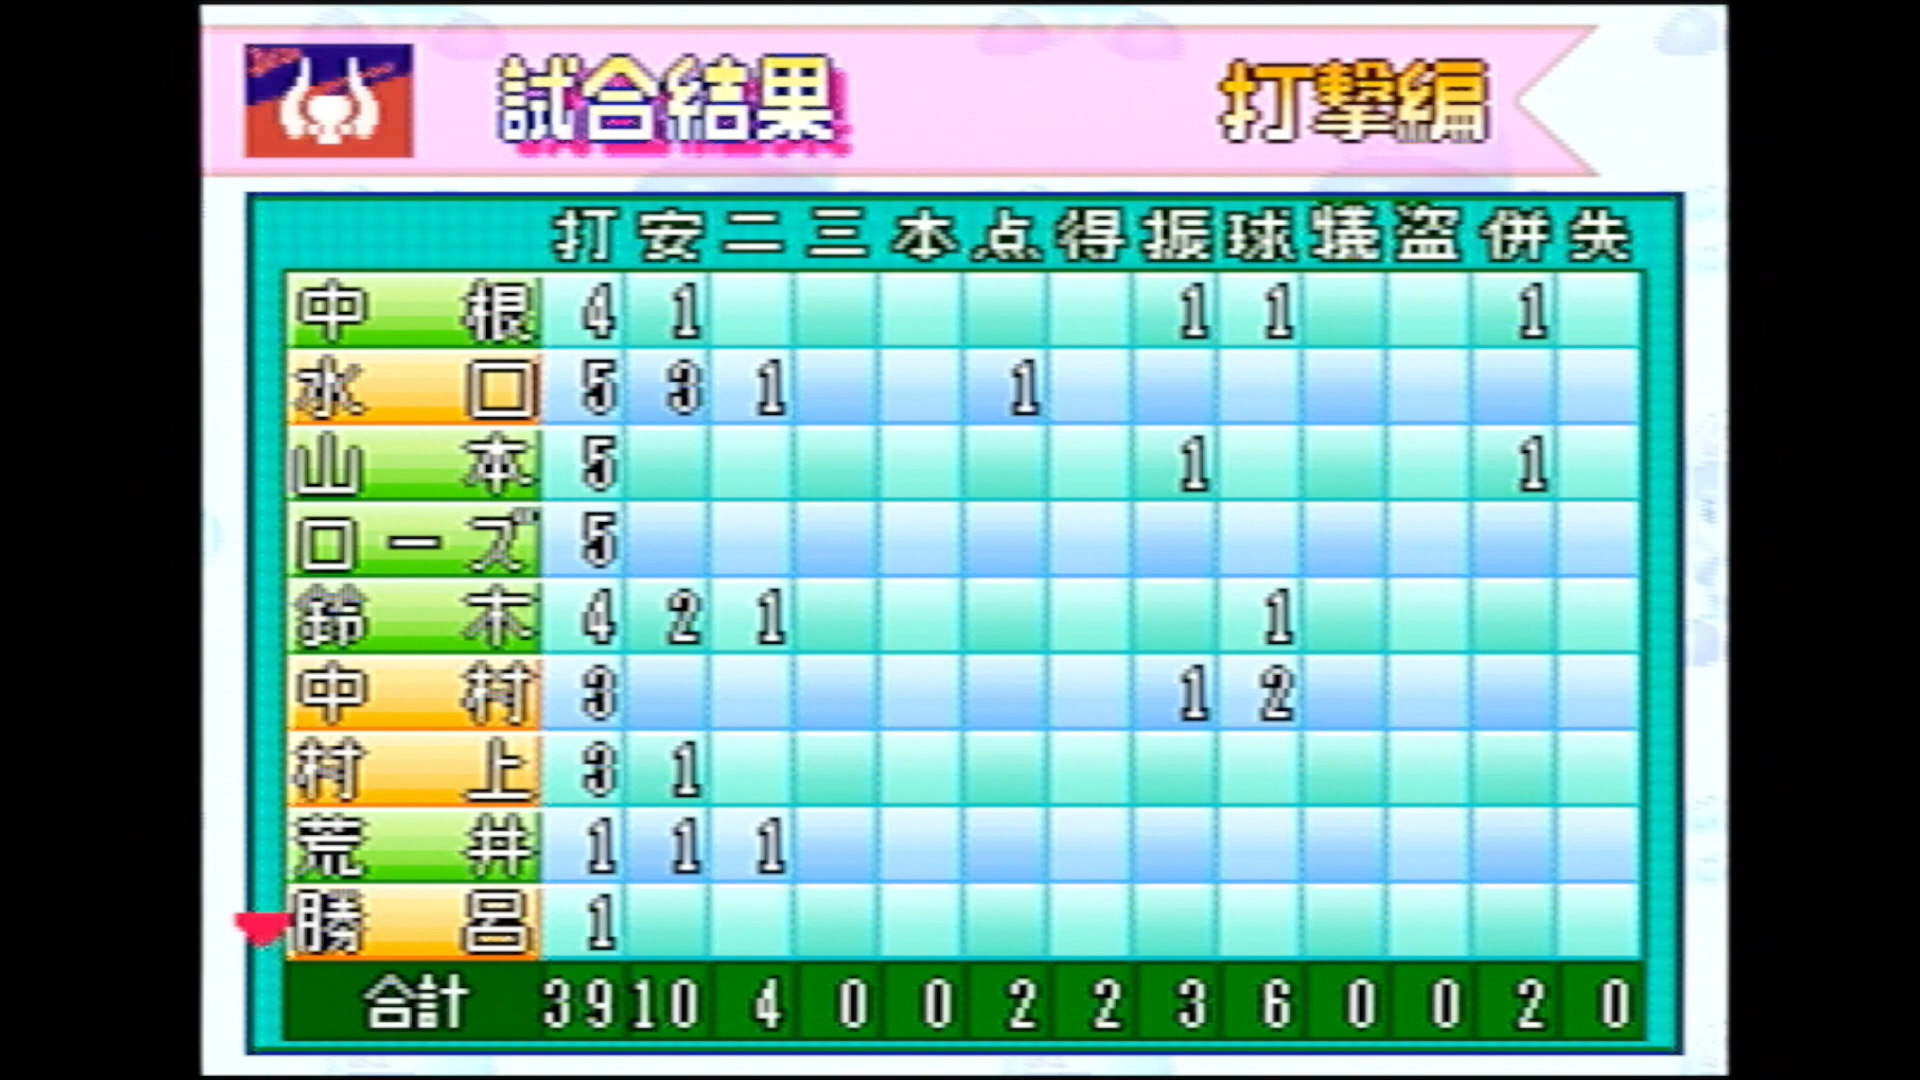 試合結果 打撃編
打 安 二 三 本 点 得 振 球 犠 盗 併 失
中根 4 1 1 1 1
水口 5 3 1 1
山本 5 1 1
ローズ 5
鈴木 4 2 1 1
中村 3 1 2
村上 3 1
荒井 1 1 1
勝呂 1
合計 39 10 4 0 0 2 2 3 6 0 0 2 0